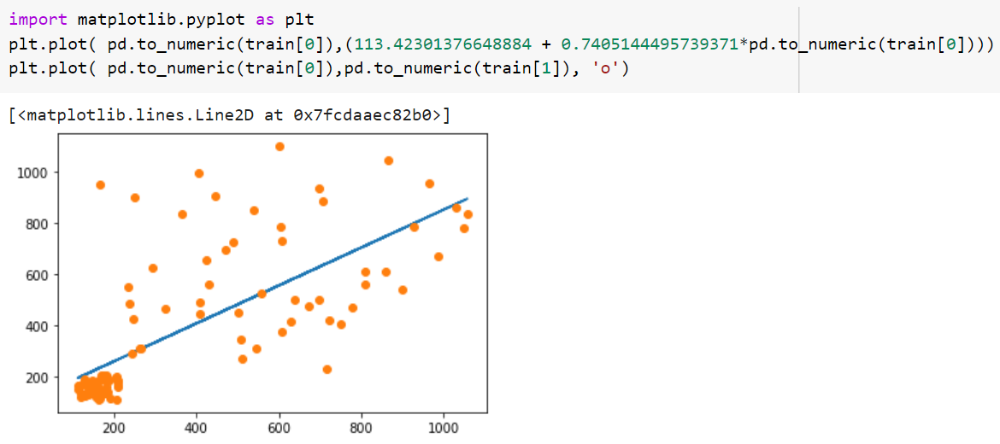 import matplotlib.pyplot as plt
plt.plot( pd.to_numeric(train[0]),(113.42301376648884 + 0.7405144495739371*pd.to_numeric(train[0])))
plt.plot( pd.to_numeric(train[0]),pd.to_numeric(train[1]), 'o')
[<matplotlib.lines.Line2D at 0x7fcdaaec82b0>]
1000
800
600
400
200
200 400 600 800 1000